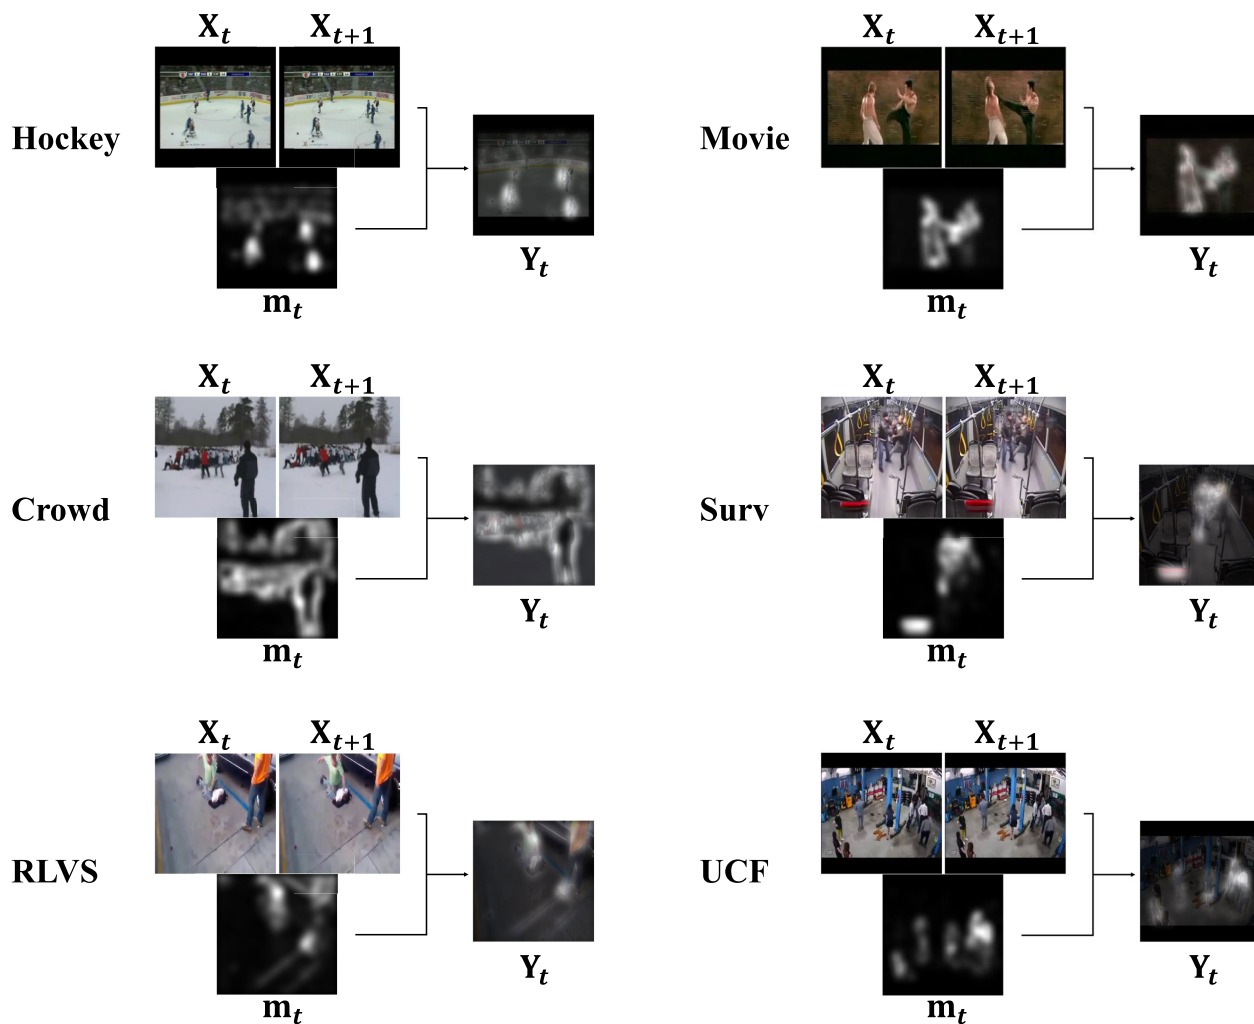 X_t X_{t+1} X_t X_{t+1}
Hockey Movie
Y_t Y_t
m_t m_t
X_t X_{t+1} X_t X_{t+1}
Crowd Surv
Y_t Y_t
m_t m_t
X_t X_{t+1} X_t X_{t+1}
RLVS UCF
Y_t Y_t
m_t m_t